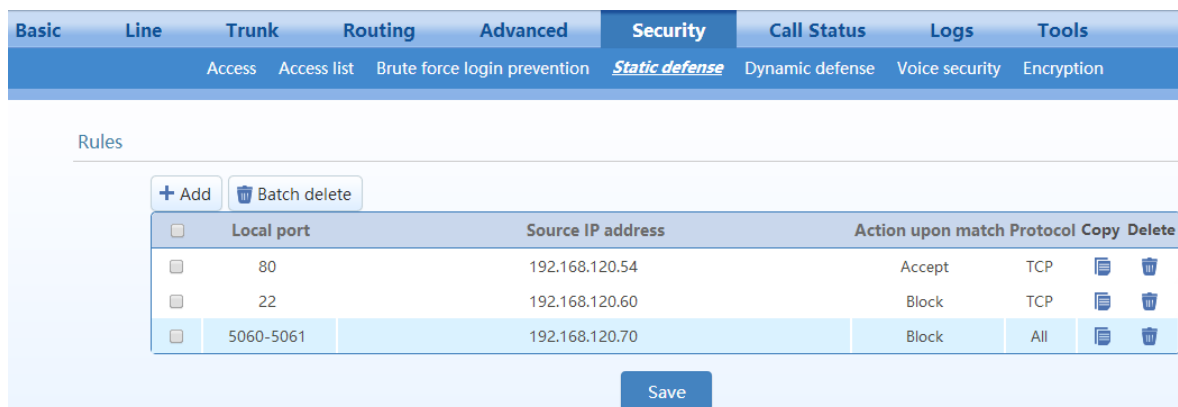 Basic Line Trunk Routing Advanced Security Call Status Logs Tools
Access Access list Brute force login prevention Static defense Dynamic defense Voice security Encryption
Rules
Add Batch delete
Local port Source IP address Action upon match Protocol Copy Delete
80 192.168.120.54 Accept TCP
22 192.168.120.60 Block TCP
5060-5061 192.168.120.70 Block All
Save